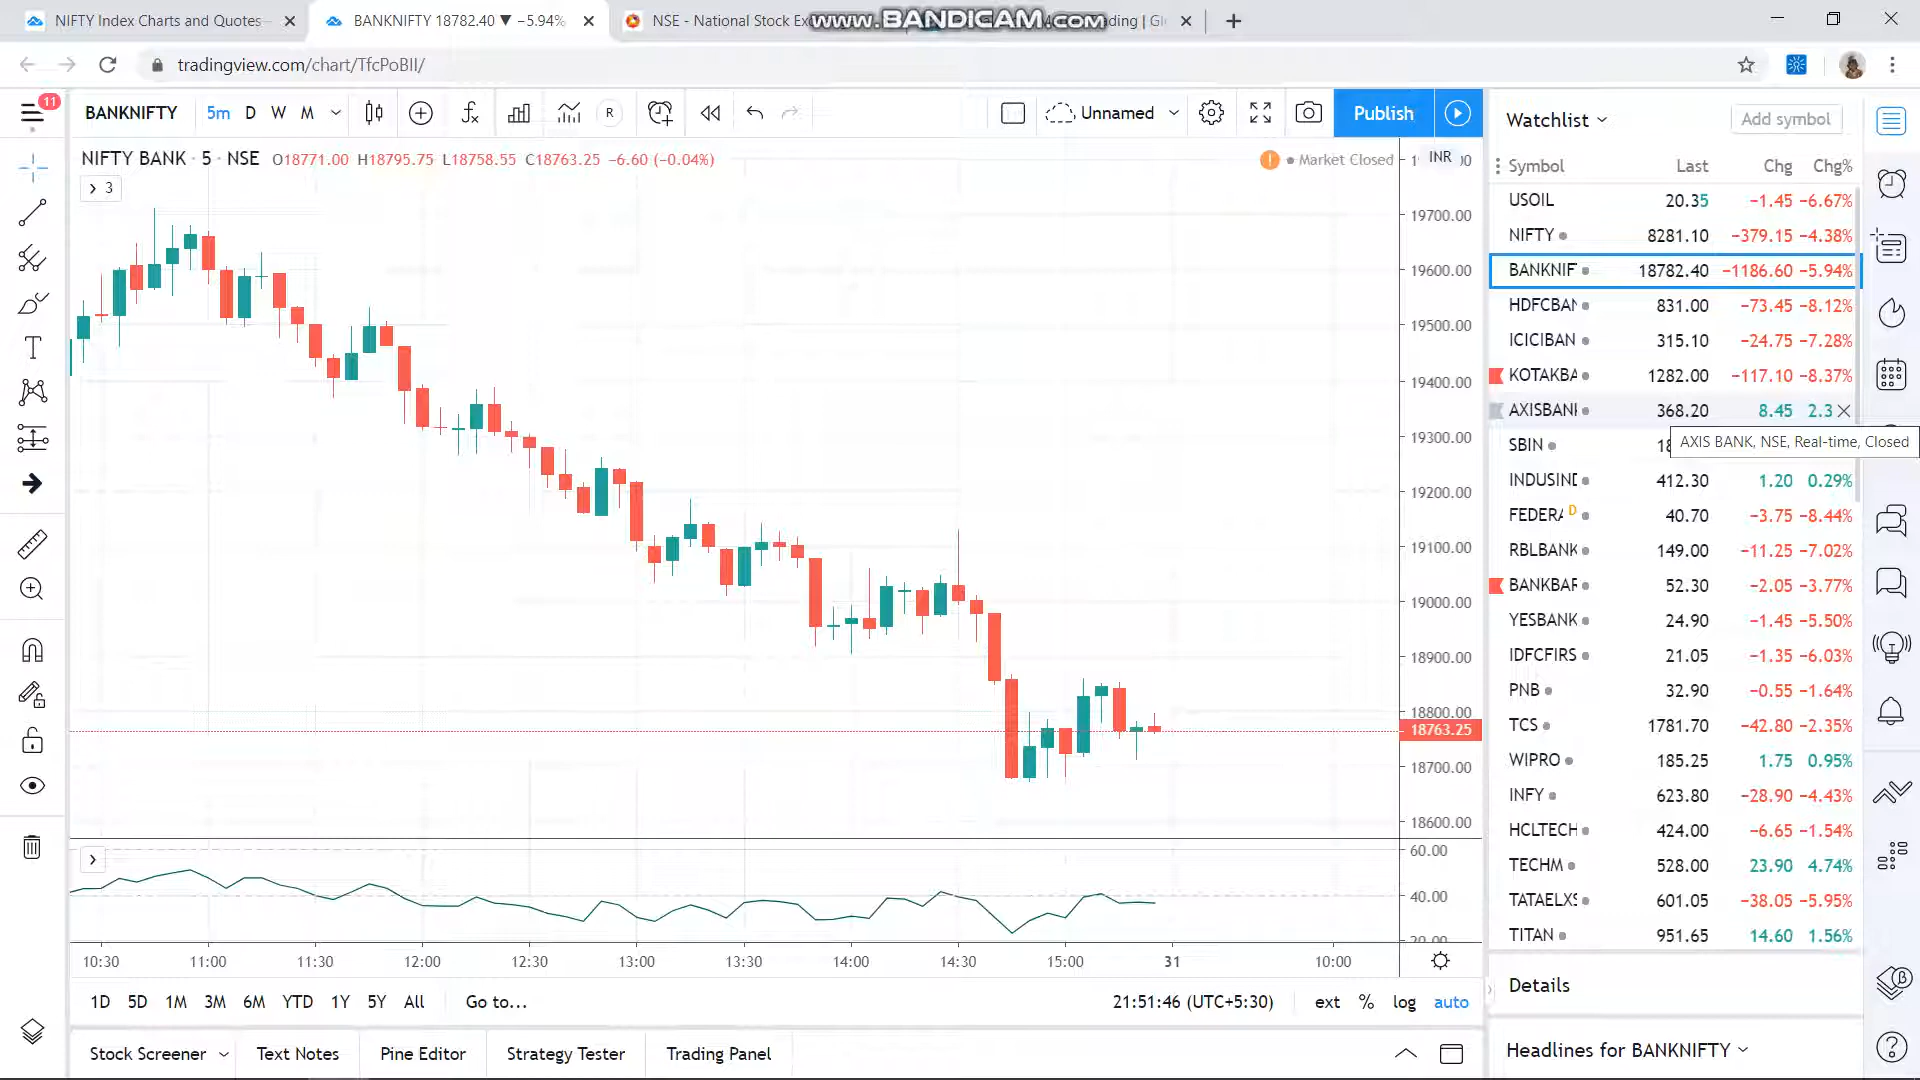 NIFTY Index Charts and Quotes
BANKNIFTY 18782.40 ▼ −5.94%
NSE - National Stock Ex
www.BANDICAM.com
ading | Gl
tradingview.com/chart/TfcPoBII/
11
BANKNIFTY
5m D W M
R
Unnamed
Publish
NIFTY BANK · 5 · NSE O18771.00 H18795.75 L18758.55 C18763.25 −6.60 (−0.04%)
Market Closed
INR
3
19700.00
19600.00
19500.00
19400.00
19300.00
19200.00
19100.00
19000.00
18900.00
18800.00
18763.25
18700.00
18600.00
60.00
40.00
20.00
10:30 11:00 11:30 12:00 12:30 13:00 13:30 14:00 14:30 15:00 31 10:00
1D 5D 1M 3M 6M YTD 1Y 5Y All Go to...
21:51:46 (UTC+5:30) ext % log auto
Stock Screener Text Notes Pine Editor Strategy Tester Trading Panel
Watchlist Add symbol
Symbol Last Chg Chg%
USOIL 20.35 −1.45 −6.67%
NIFTY 8281.10 −379.15 −4.38%
BANKNIF 18782.40 −1186.60 −5.94%
HDFCBAN 831.00 −73.45 −8.12%
ICICIBAN 315.10 −24.75 −7.28%
KOTAKBA 1282.00 −117.10 −8.37%
AXISBANI 368.20 8.45 2.3
SBIN 18
AXIS BANK, NSE, Real-time, Closed
INDUSIND 412.30 1.20 0.29%
FEDERA D 40.70 −3.75 −8.44%
RBLBANK 149.00 −11.25 −7.02%
BANKBAR 52.30 −2.05 −3.77%
YESBANK 24.90 −1.45 −5.50%
IDFCFIRS 21.05 −1.35 −6.03%
PNB 32.90 −0.55 −1.64%
TCS 1781.70 −42.80 −2.35%
WIPRO 185.25 1.75 0.95%
INFY 623.80 −28.90 −4.43%
HCLTECH 424.00 −6.65 −1.54%
TECHM 528.00 23.90 4.74%
TATAELXS 601.05 −38.05 −5.95%
TITAN 951.65 14.60 1.56%
Details
Headlines for BANKNIFTY